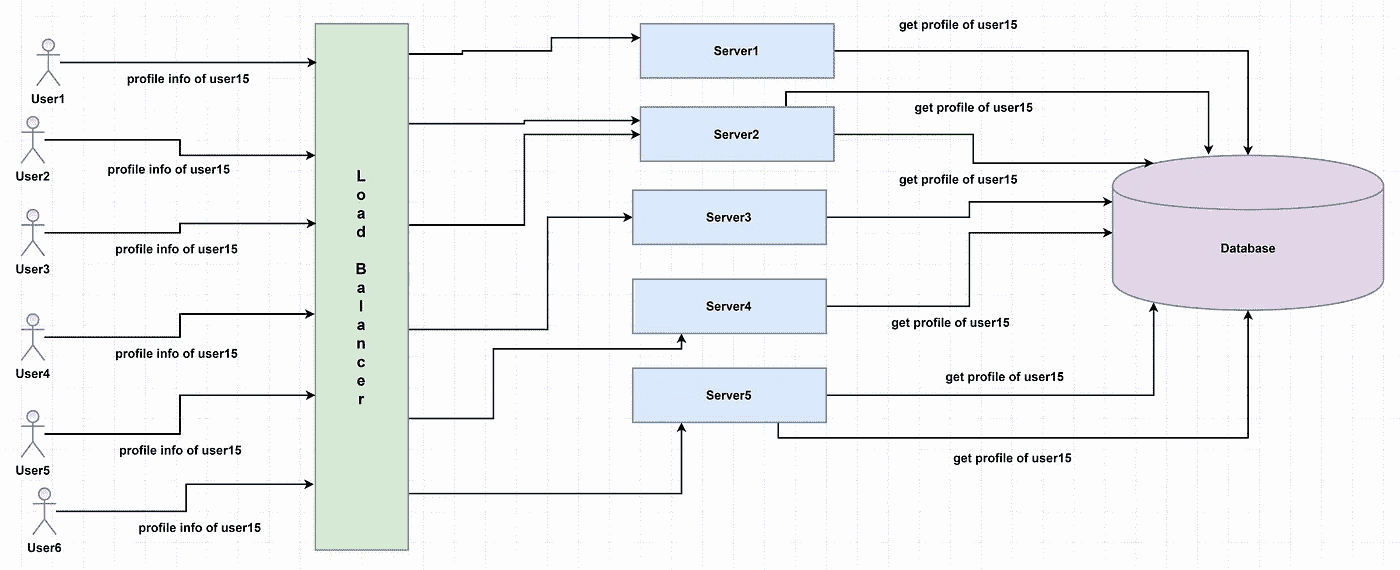 User1
profile info of user15
User2
profile info of user15
User3
profile info of user15
User4
profile info of user15
User5
profile info of user15
User6
profile info of user15
Load Balancer
Server1
Server2
Server3
Server4
Server5
get profile of user15
get profile of user15
get profile of user15
get profile of user15
get profile of user15
get profile of user15
Database